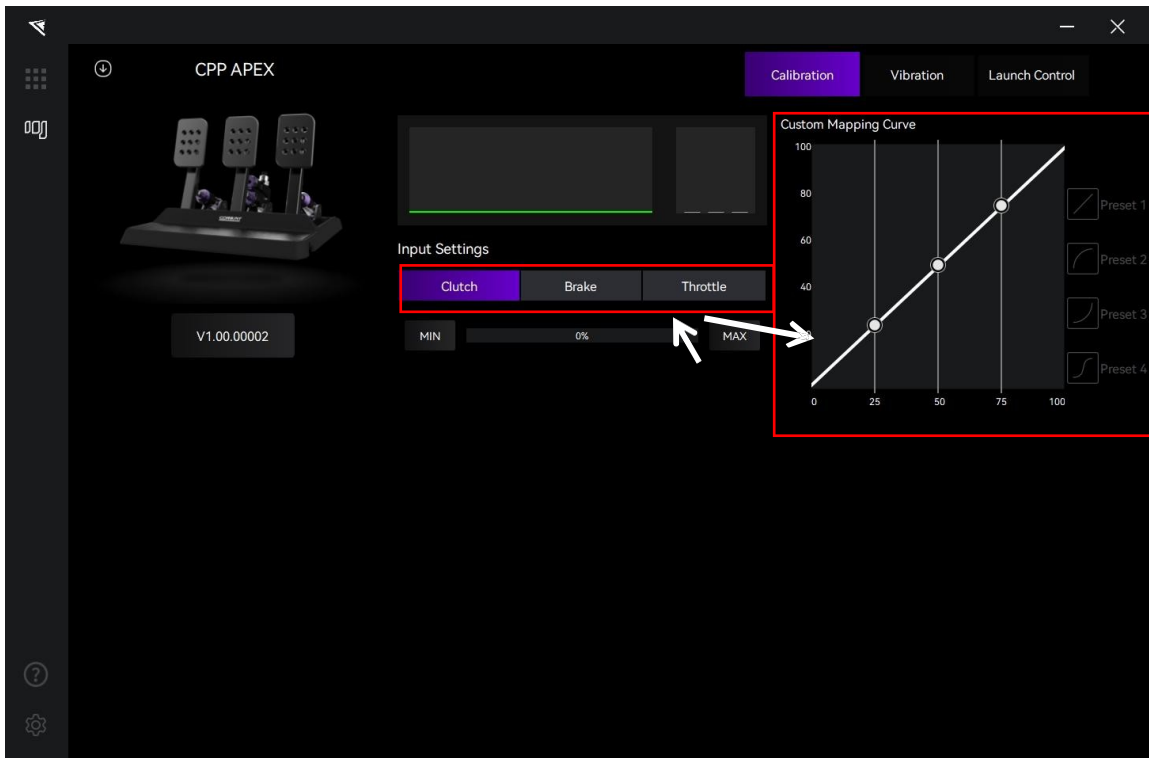 CPP APEX
Calibration Vibration Launch Control
Custom Mapping Curve
100
80
60
40
Preset 1
Preset 2
Preset 3
Preset 4
0 25 50 75 100
Input Settings
Clutch Brake Throttle
MIN 0% MAX
V1.00.00002